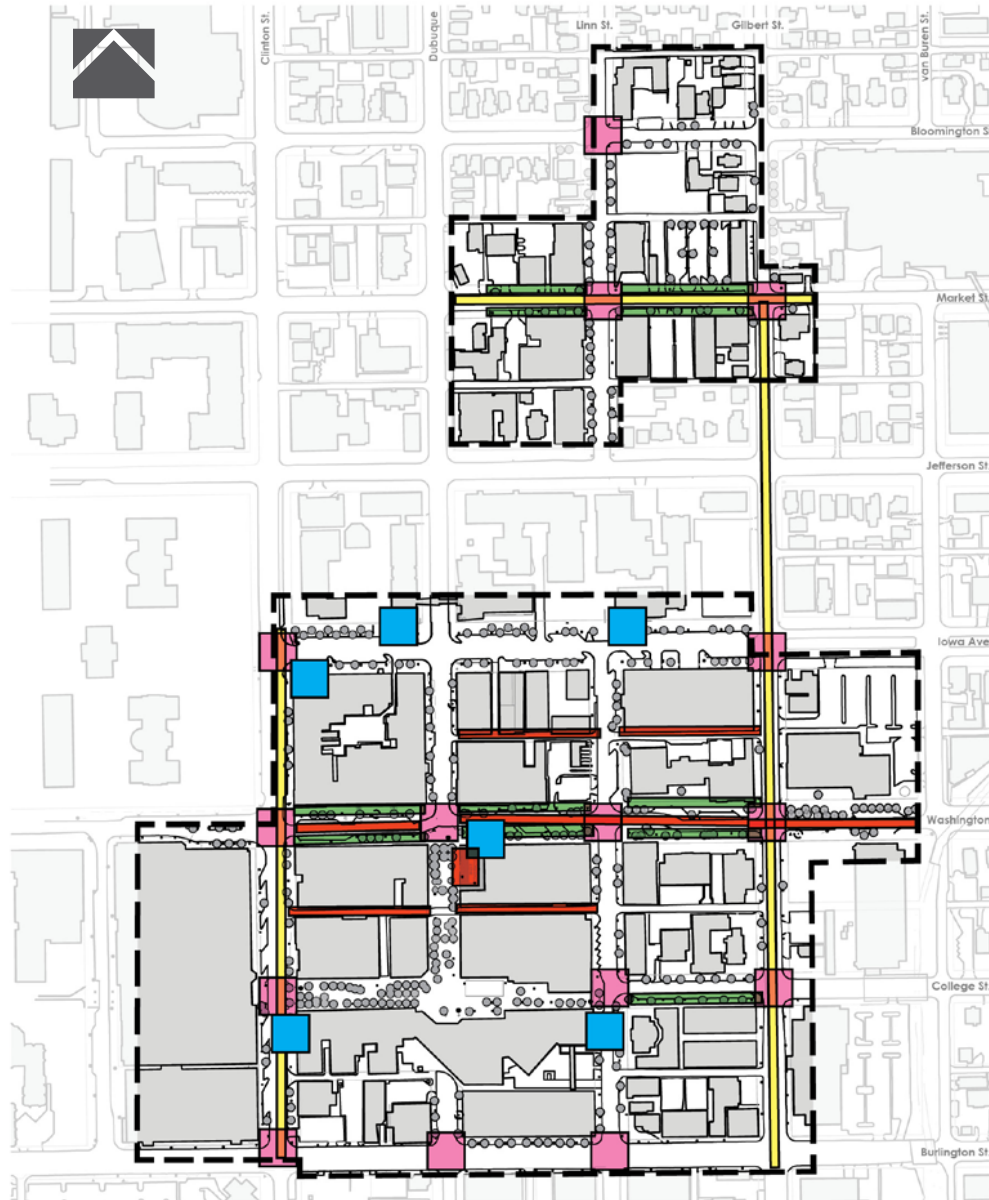 Clinton St.
Dubuque
Linn St.
Gilbert St.
van Buren St.
Bloomington S
Market St.
Jefferson St.
Iowa Ave
Washington
College St.
Burlington St.